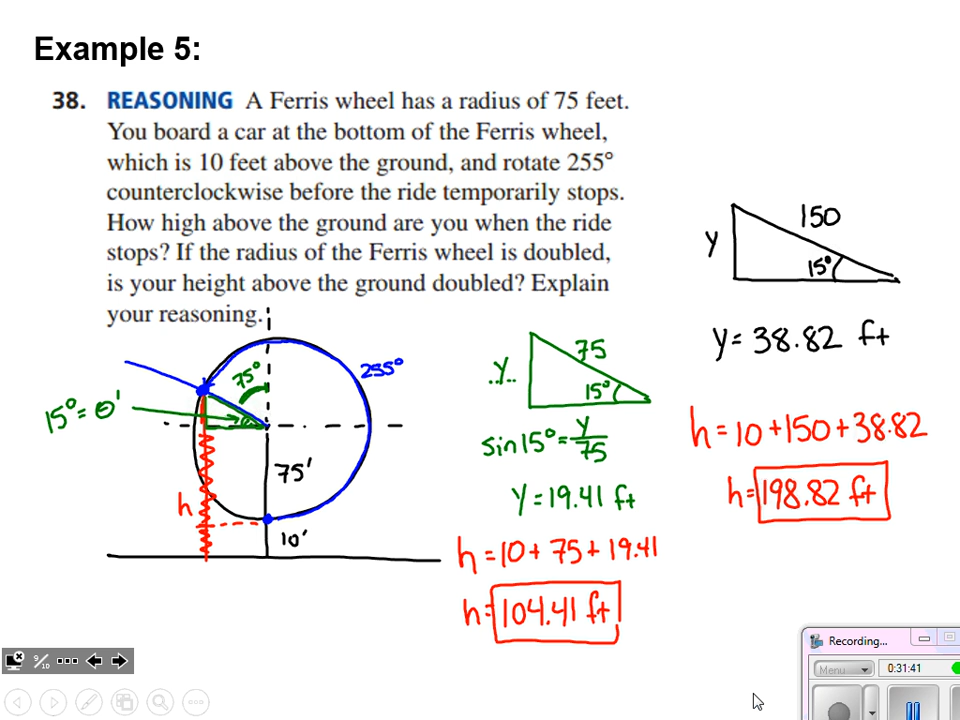 Example 5:
38. REASONING A Ferris wheel has a radius of 75 feet.
You board a car at the bottom of the Ferris wheel,
which is 10 feet above the ground, and rotate 255°
counterclockwise before the ride temporarily stops.
How high above the ground are you when the ride
stops? If the radius of the Ferris wheel is doubled,
is your height above the ground doubled? Explain
your reasoning.
75°
255°
15° = θ'
75'
h
10'
y
75
15°
sin 15° = y/75
y = 19.41 ft
h = 10 + 75 + 19.41
h = 104.41 ft
150
y
15°
y = 38.82 ft
h = 10 + 150 + 38.82
h = 198.82 ft
9/10
Recording...
Menu
0:31:41